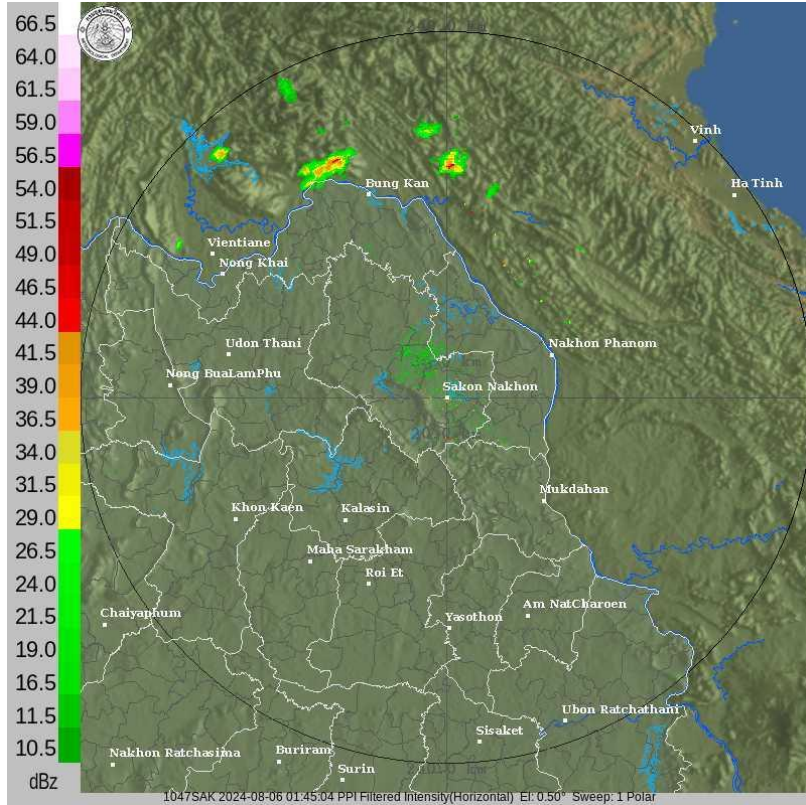 66.5
64.0
61.5
59.0
56.5
54.0
51.5
49.0
46.5
44.0
41.5
39.0
36.5
34.0
31.5
29.0
26.5
24.0
21.5
19.0
16.5
11.5
10.5
dBz
Vinh
Ha Tinh
Bung Kan
Vientiane
Nong Khai
Udon Thani
Nakhon Phanom
Nong BuaLamPhu
Sakon Nakhon
Mukdahan
Khon Kaen
Kalasin
Maha Sarakham
Roi Et
Chaiyaphum
Yasothon
Am NatCharoen
Ubon Ratchathani
Sisaket
Nakhon Ratchasima
Buriram
Surin
1047SAK 2024-08-06 01:45:04 PPI Filtered Intensity(Horizontal) El: 0.50° Sweep: 1 Polar